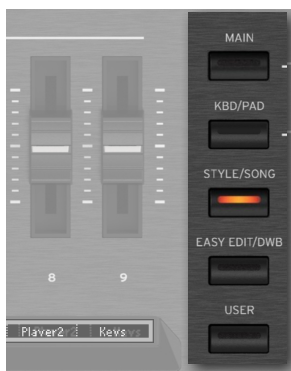 MAIN
KBD/PAD
STYLE/SONG
EASY EDIT/DWB
8 9
USER
Player2 Keys